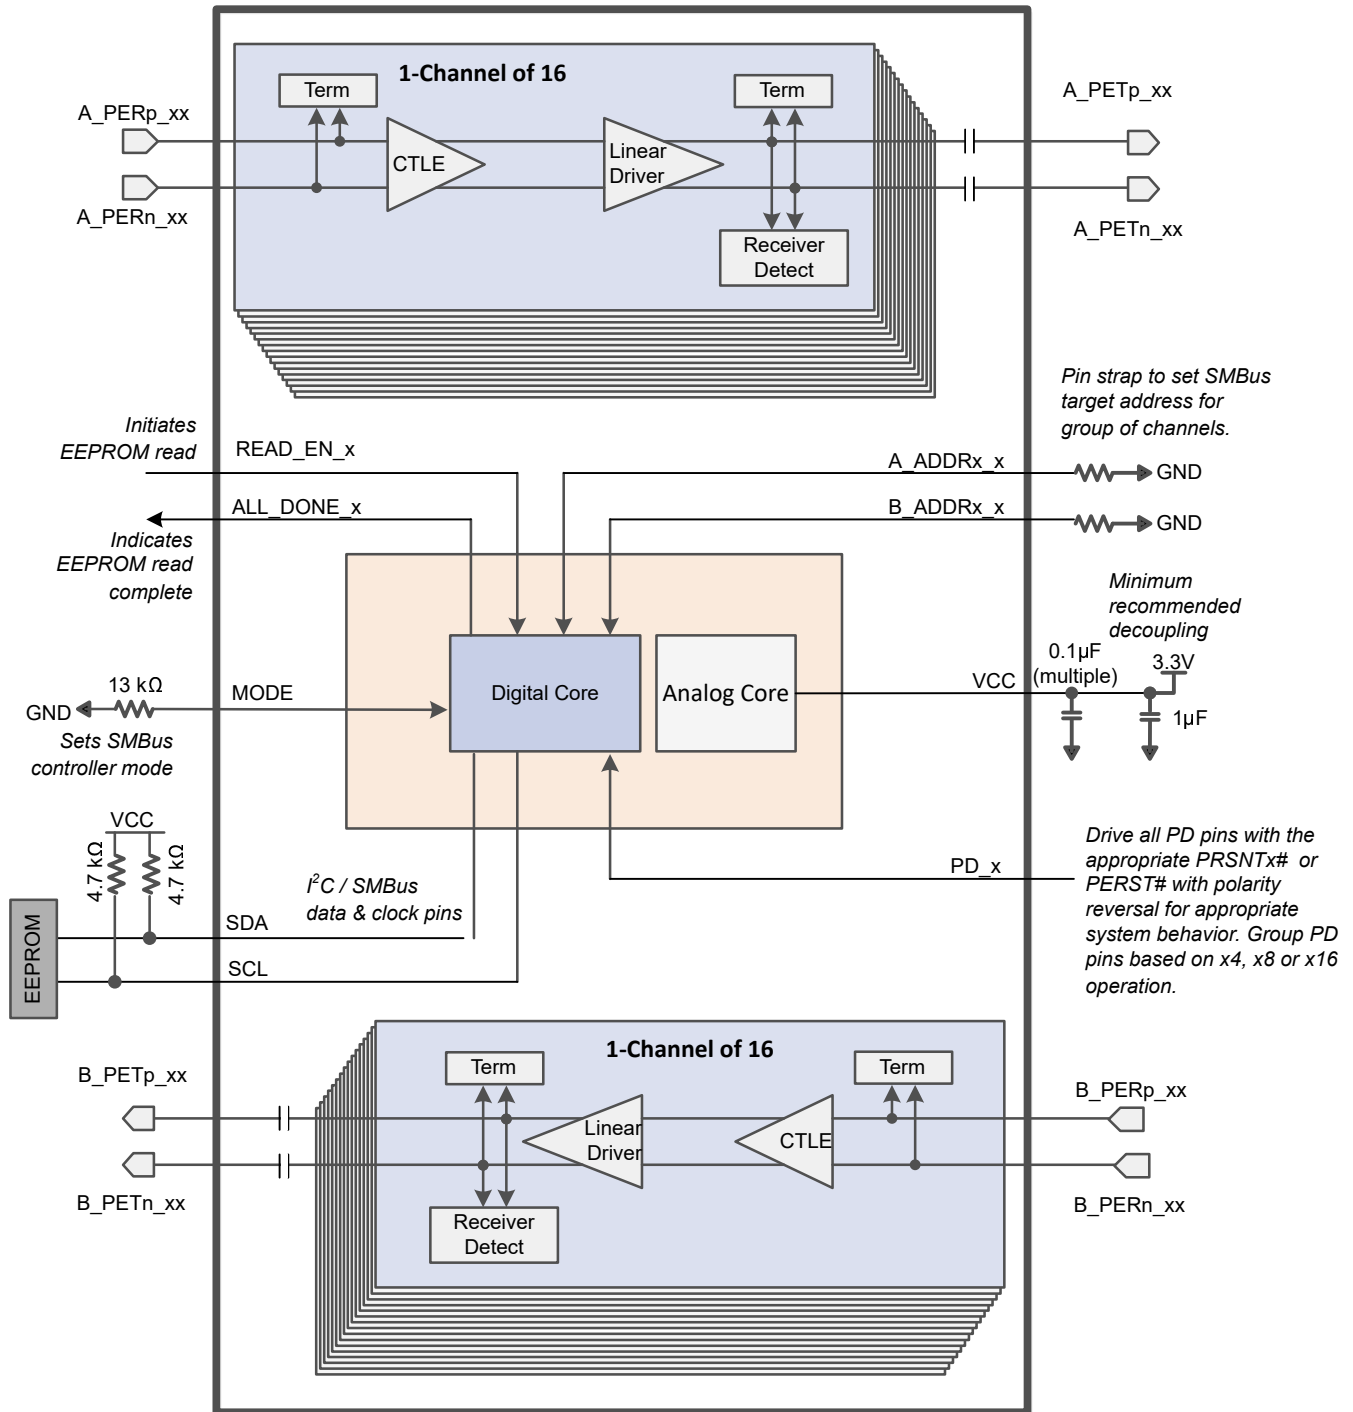 1-Channel of 16
A_PERp_xx
A_PERn_xx
Term
CTLE
Linear
Driver
Term
Receiver
Detect
A_PETp_xx
A_PETn_xx
Initiates
EEPROM read
READ_EN_x
ALL_DONE_x
Indicates
EEPROM read
complete
Pin strap to set SMBus
target address for
group of channels.
A_ADDRx_x
GND
B_ADDRx_x
GND
Minimum
recommended
decoupling
0.1µF
(multiple)
3.3V
VCC
1µF
13 kΩ
MODE
GND
Sets SMBus
controller mode
Digital Core
Analog Core
VCC
4.7 kΩ
4.7 kΩ
I²C / SMBus
data & clock pins
SDA
SCL
EEPROM
PD_x
Drive all PD pins with the
appropriate PRSNTx# or
PERST# with polarity
reversal for appropriate
system behavior. Group PD
pins based on x4, x8 or x16
operation.
1-Channel of 16
B_PETp_xx
B_PETn_xx
Term
Linear
Driver
Receiver
Detect
CTLE
Term
B_PERp_xx
B_PERn_xx